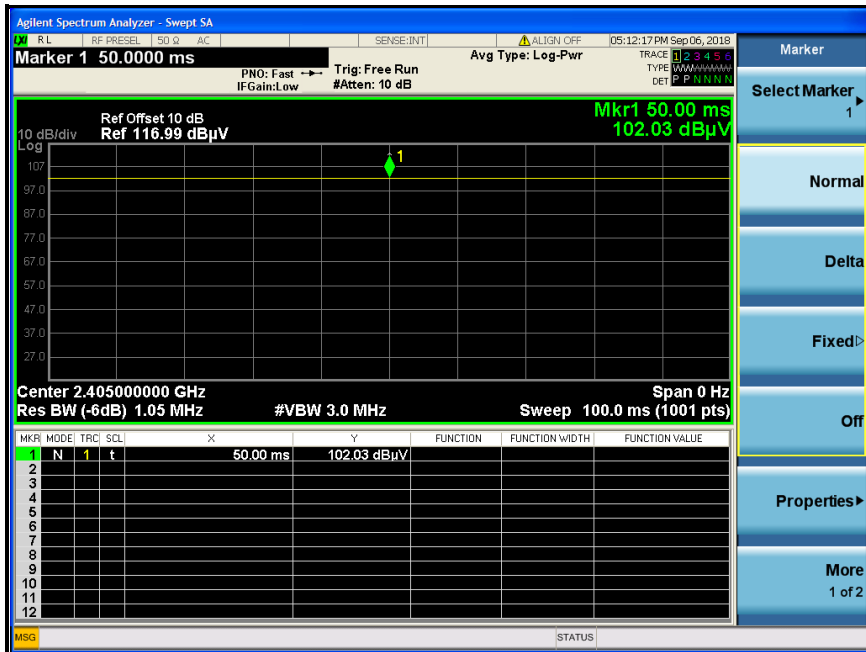 Agilent Spectrum Analyzer - Swept SA
LXI RL RF PRESEL 50 Ω AC SENSE:INT ALIGN OFF 05:12:17 PM Sep 06, 2018
Marker 1 50.0000 ms
PNO: Fast
IFGain:Low
Trig: Free Run
#Atten: 10 dB
Avg Type: Log-Pwr
TRACE 1 2 3 4 5 6
TYPE WWWWWW
DET P P N N N N
Mkr1 50.00 ms
102.03 dBµV
Ref Offset 10 dB
10 dB/div Ref 116.99 dBµV
Log
1
107
97.0
87.0
77.0
67.0
57.0
47.0
37.0
27.0
Center 2.405000000 GHz Span 0 Hz
Res BW (-6dB) 1.05 MHz #VBW 3.0 MHz Sweep 100.0 ms (1001 pts)
MKR MODE TRC SCL X Y FUNCTION FUNCTION WIDTH FUNCTION VALUE
1 N 1 t 50.00 ms 102.03 dBµV
2
3
4
5
6
7
8
9
10
11
12
MSG STATUS
Marker
Select Marker
1
Normal
Delta
Fixed
Off
Properties
More
1 of 2